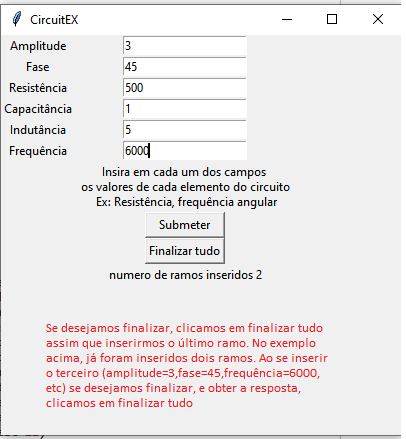 CircuitEX
Amplitude 3
Fase 45
Resistência 500
Capacitância 1
Indutância 5
Frequência 6000
Insira em cada um dos campos
os valores de cada elemento do circuito
Ex: Resistência, frequência angular
Submeter
Finalizar tudo
numero de ramos inseridos 2
Se desejamos finalizar, clicamos em finalizar tudo
assim que inserirmos o último ramo. No exemplo
acima, já foram inseridos dois ramos. Ao se inserir
o terceiro (amplitude=3,fase=45,frequência=6000,
etc) se desejamos finalizar, e obter a resposta,
clicamos em finalizar tudo